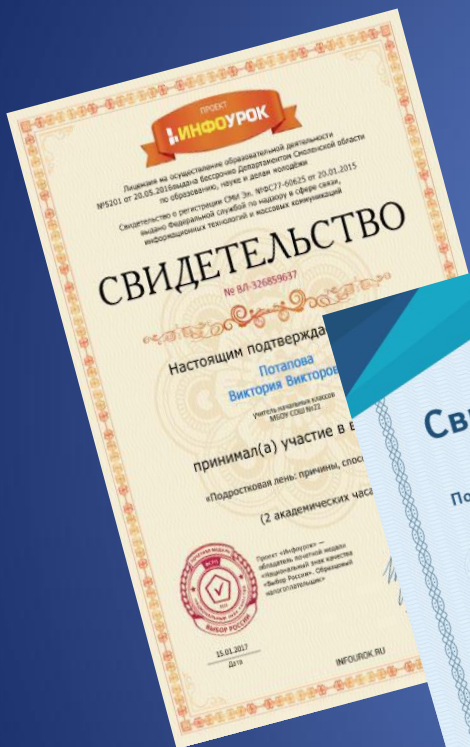 ПРОЕКТ
ИНФОУРОК
Лицензия на осуществление образовательной деятельности
№5201 от 20.05.2016выдана бессрочно Департаментом Смоленской области
по образованию, науке и делам молодёжи
Свидетельство о регистрации СМИ Эл. №ФС77-60625 от 20.01.2015
выдано Федеральной службой по надзору в сфере связи,
информационных технологий и массовых коммуникаций
СВИДЕТЕЛЬСТВО
№ ВЛ-326859637
Настоящим подтвержда
Потапова
Виктория Викторов
учитель начальных классов
МБОУ СОШ №22
принимал(а) участие в в
«Подростковая лень: причины, спос
(2 академических часа
Проект «Инфоурок» —
обладатель почетной медали
«Национальный знак качества
«Выбор России». Образцовый
налогоплательщик»
ВЫБОР РОССИИ
15.01.2017
Дата
INFOUROK.RU
Св
По